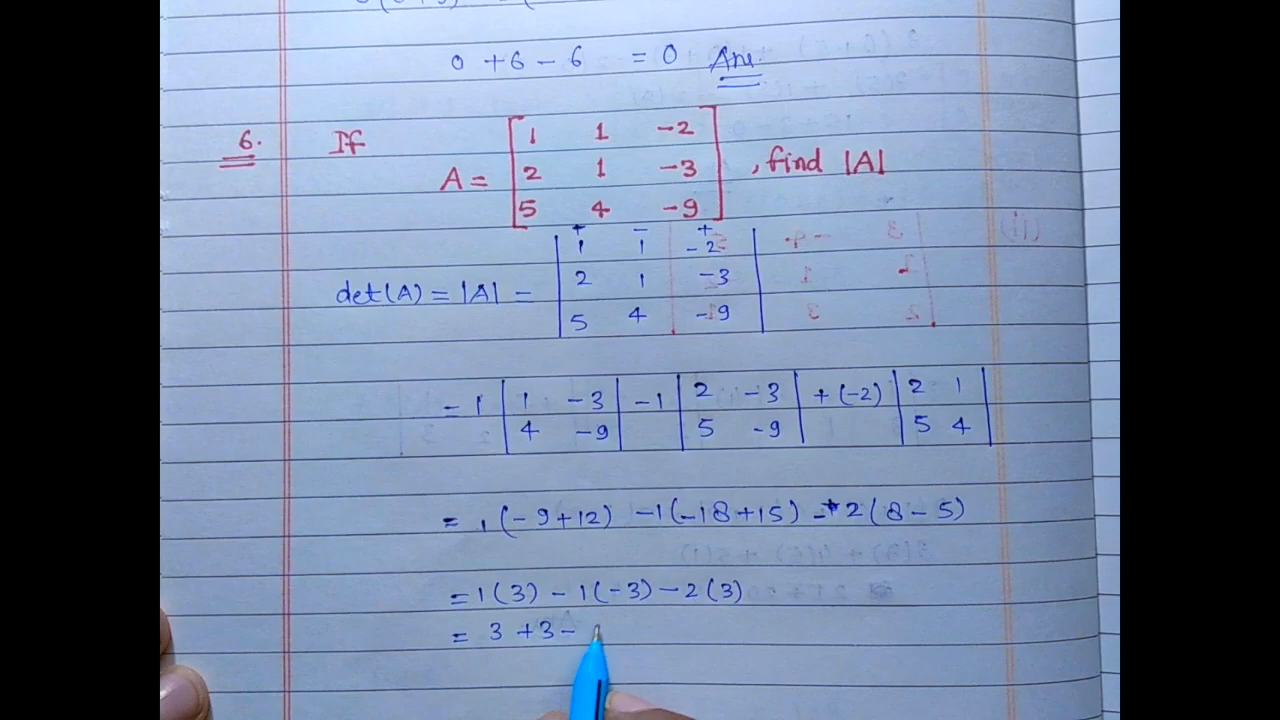 0 + 6 - 6 = 0 Ans.
6. If
A = [ 1 1 -2
2 1 -3
5 4 -9 ] , find |A|
+ - +
1 1 -2
det(A) = |A| = | 2 1 -3 |
5 4 -9
= 1 | 1 -3 | -1 | 2 -3 | + (-2) | 2 1 |
| 4 -9 | | 5 -9 | | 5 4 |
= 1 (-9+12) -1(-18+15) - 2 (8-5)
= 1(3) - 1(-3) - 2(3)
= 3 + 3 -